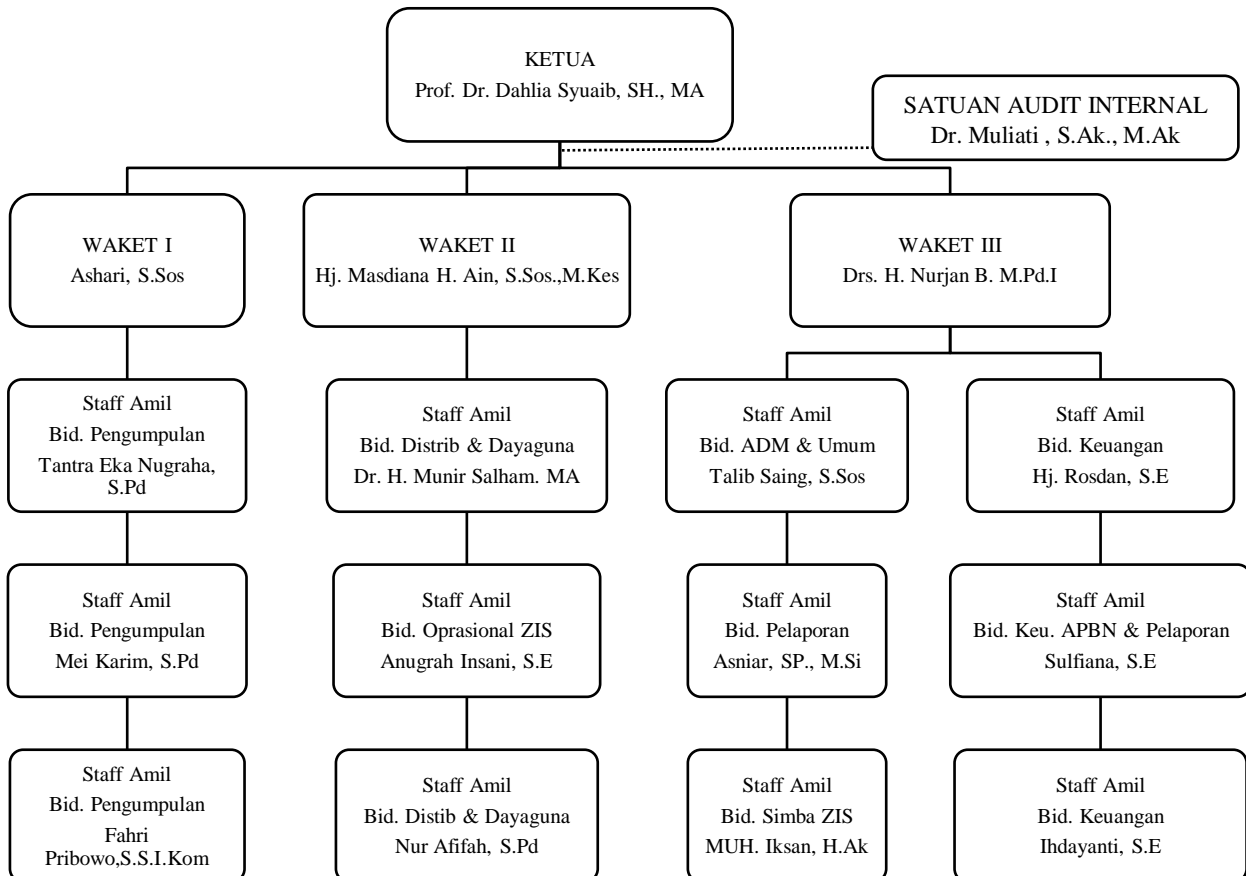 KETUA
Prof. Dr. Dahlia Syuaib, SH., MA
SATUAN AUDIT INTERNAL
Dr. Muliati , S.Ak., M.Ak
WAKET I
Ashari, S.Sos
WAKET II
Hj. Masdiana H. Ain, S.Sos.,M.Kes
WAKET III
Drs. H. Nurjan B. M.Pd.I
Staff Amil
Bid. Pengumpulan
Tantra Eka Nugraha,
S.Pd
Staff Amil
Bid. Distrib & Dayaguna
Dr. H. Munir Salham. MA
Staff Amil
Bid. ADM & Umum
Talib Saing, S.Sos
Staff Amil
Bid. Keuangan
Hj. Rosdan, S.E
Staff Amil
Bid. Pengumpulan
Mei Karim, S.Pd
Staff Amil
Bid. Oprasional ZIS
Anugrah Insani, S.E
Staff Amil
Bid. Pelaporan
Asniar, SP., M.Si
Staff Amil
Bid. Keu. APBN & Pelaporan
Sulfiana, S.E
Staff Amil
Bid. Pengumpulan
Fahri
Pribowo,S.S.I.Kom
Staff Amil
Bid. Distib & Dayaguna
Nur Afifah, S.Pd
Staff Amil
Bid. Simba ZIS
MUH. Iksan, H.Ak
Staff Amil
Bid. Keuangan
Ihdayanti, S.E